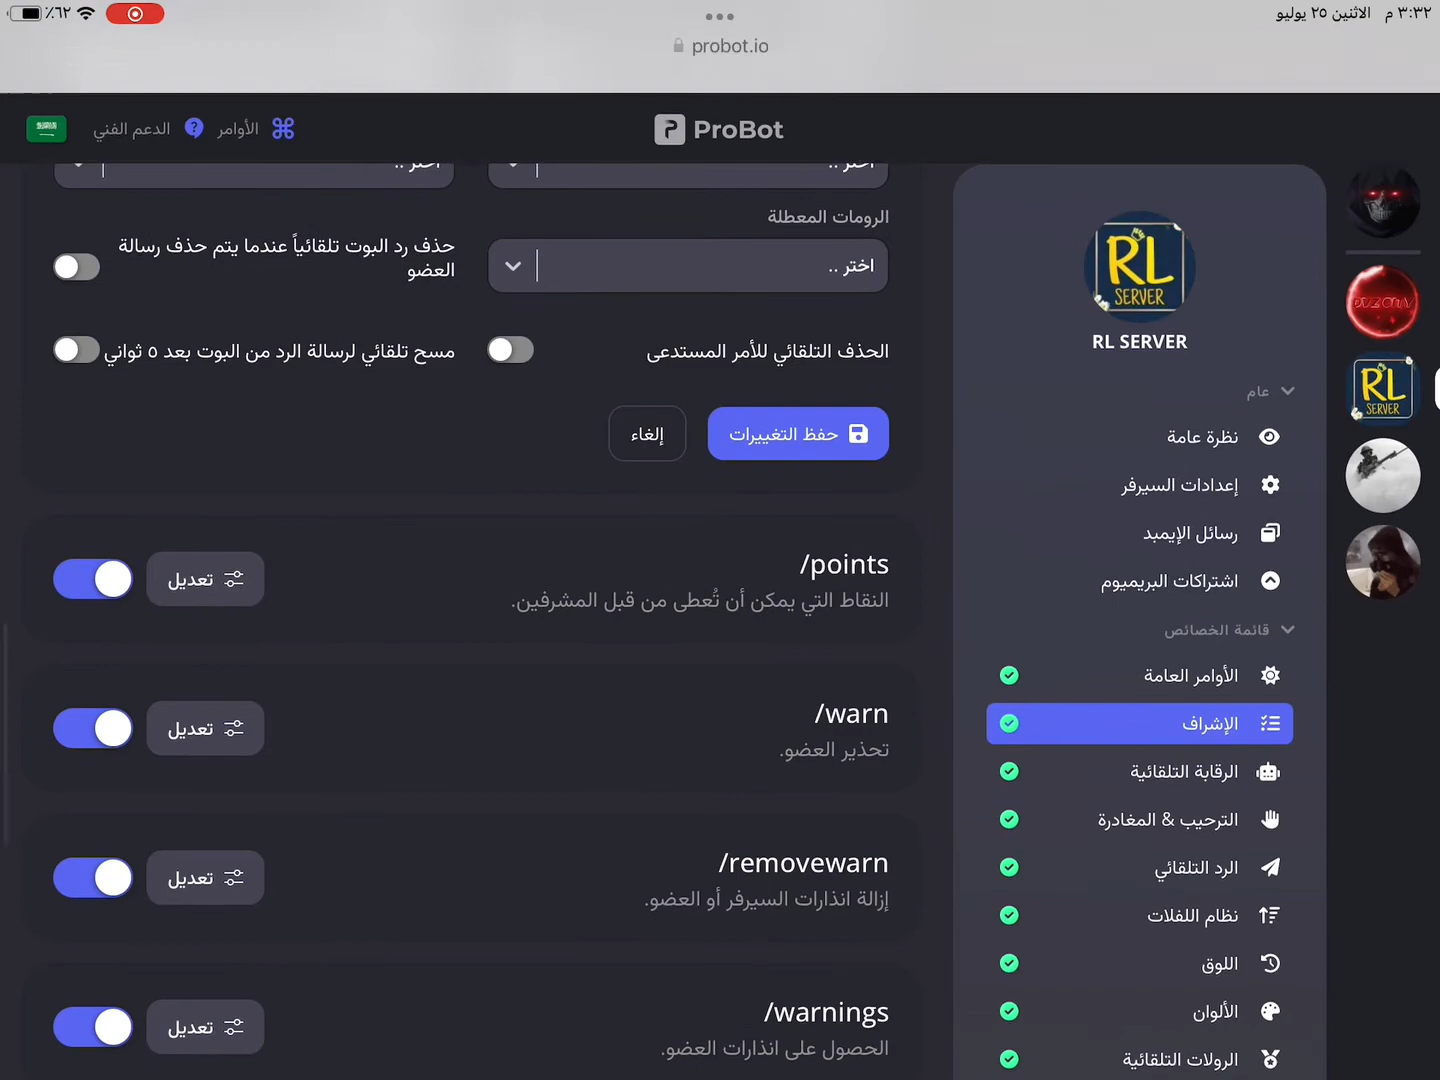 ٣:٣٢ م الاثنين ٢٥ يوليو
٪٦٢
probot.io
ProBot
الأوامر
الدعم الفني
اختر ..
اختر ..
الرومات المعطلة
اختر ..
حذف رد البوت تلقائياً عندما يتم حذف رسالة
العضو
الحذف التلقائي للأمر المستدعى
مسح تلقائي لرسالة الرد من البوت بعد ٥ ثواني
حفظ التغييرات
إلغاء
/points
النقاط التي يمكن أن تُعطى من قبل المشرفين.
تعديل
/warn
تحذير العضو.
تعديل
/removewarn
إزالة انذارات السيرفر أو العضو.
تعديل
/warnings
الحصول على انذارات العضو.
تعديل
RL
SERVER
RL SERVER
عام
نظرة عامة
إعدادات السيرفر
رسائل الإيمبد
اشتراكات البريميوم
قائمة الخصائص
الأوامر العامة
الإشراف
الرقابة التلقائية
الترحيب & المغادرة
الرد التلقائي
نظام اللفلات
اللوق
الألوان
الرولات التلقائية
RL
SERVER